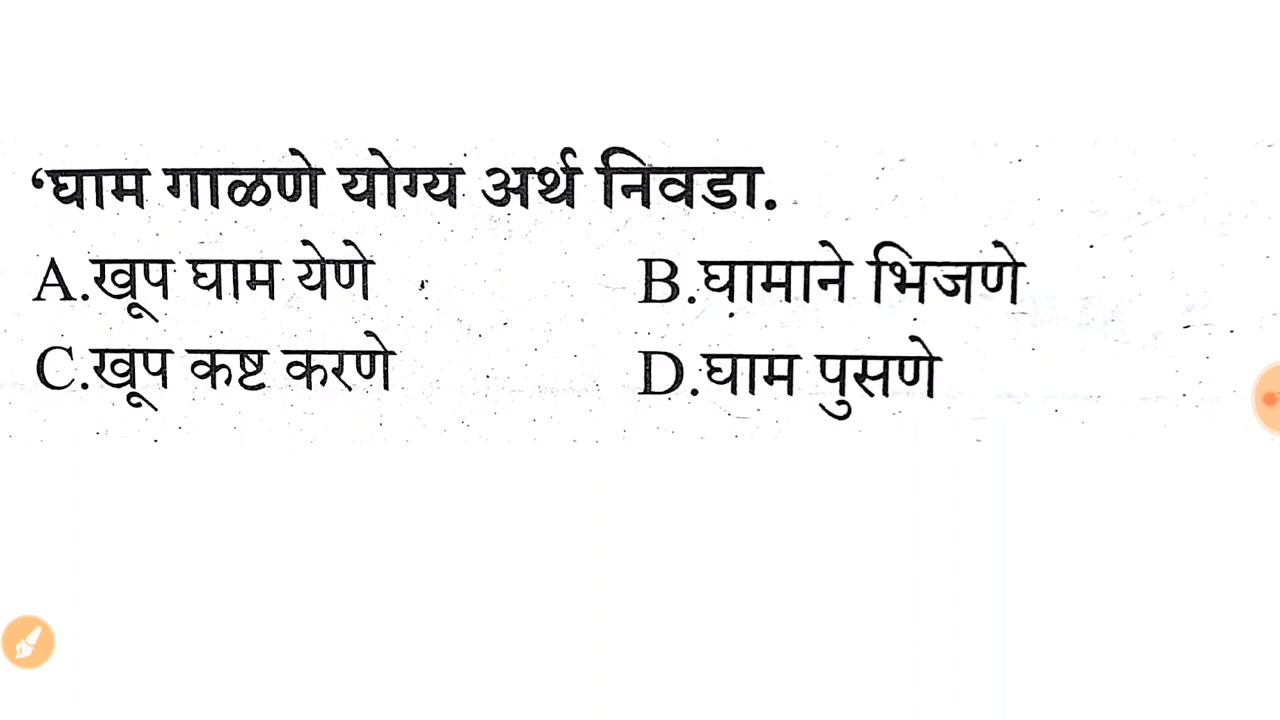 ‘घाम गाळणे योग्य अर्थ निवडा.
A.खूप घाम येणे B.घामाने भिजणे
C.खूप कष्ट करणे D.घाम पुसणे